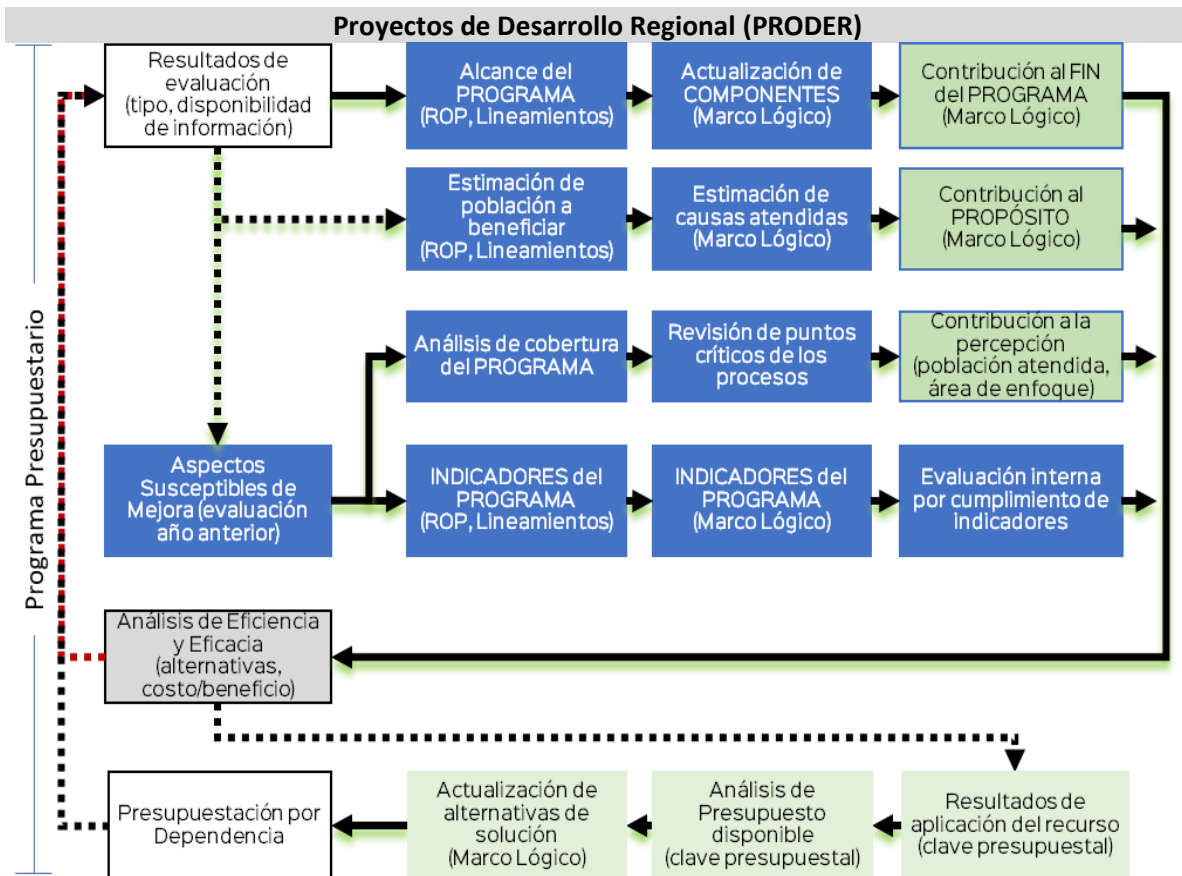 Proyectos de Desarrollo Regional (PRODER)
Programa Presupuestario
Resultados de
evaluación
(tipo, disponibilidad
de información)
Alcance del
PROGRAMA
(ROP, Lineamientos)
Actualización de
COMPONENTES
(Marco Lógico)
Contribución al FIN
del PROGRAMA
(Marco Lógico)
Estimación de
población a
beneficiar
(ROP, Lineamientos)
Estimación de
causas atendidas
(Marco Lógico)
Contribución al
PROPÓSITO
(Marco Lógico)
Análisis de cobertura
del PROGRAMA
Revisión de puntos
críticos de los
procesos
Contribución a la
percepción
(población atendida,
área de enfoque)
Aspectos
Susceptibles de
Mejora (evaluación
año anterior)
INDICADORES del
PROGRAMA
(ROP, Lineamientos)
INDICADORES del
PROGRAMA
(Marco Lógico)
Evaluación interna
por cumplimiento de
indicadores
Análisis de Eficiencia
y Eficacia
(alternativas,
costo/beneficio)
Presupuestación por
Dependencia
Actualización de
alternativas de
solución
(Marco Lógico)
Análisis de
Presupuesto
disponible
(clave presupuestal)
Resultados de
aplicación del recurso
(clave presupuestal)